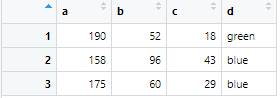 a b c d
1 190 52 18 green
2 158 96 43 blue
3 175 60 29 blue